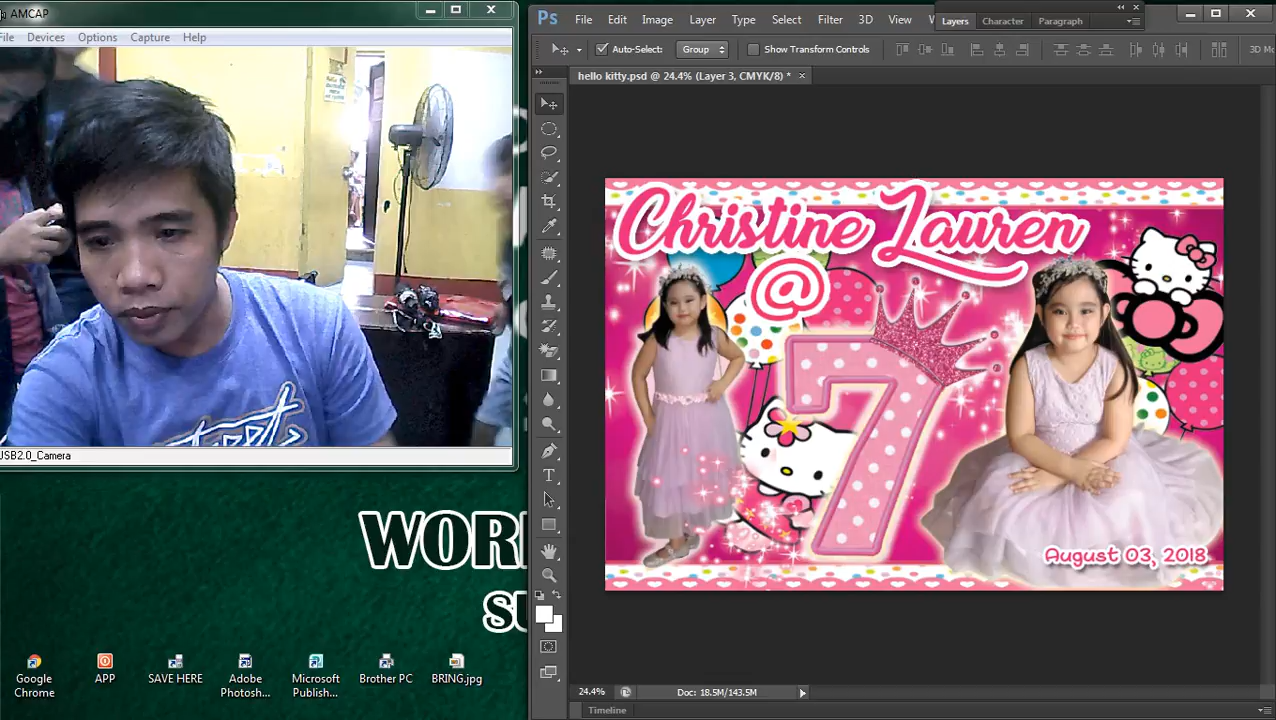 AMCAP
File Devices Options Capture Help
USB2.0_Camera
WOR
su
Google Chrome
APP
SAVE HERE
Adobe Photosh...
Microsoft Publish...
Brother PC
BRING.jpg
Ps File Edit Image Layer Type Select Filter 3D View
Layers Character Paragraph
Auto-Select: Group Show Transform Controls 3D Mo
hello kitty.psd @ 24.4% (Layer 3, CMYK/8) *
Christine Lauren
@
7
August 03, 2018
24.4% Doc: 18.5M/143.5M
Timeline